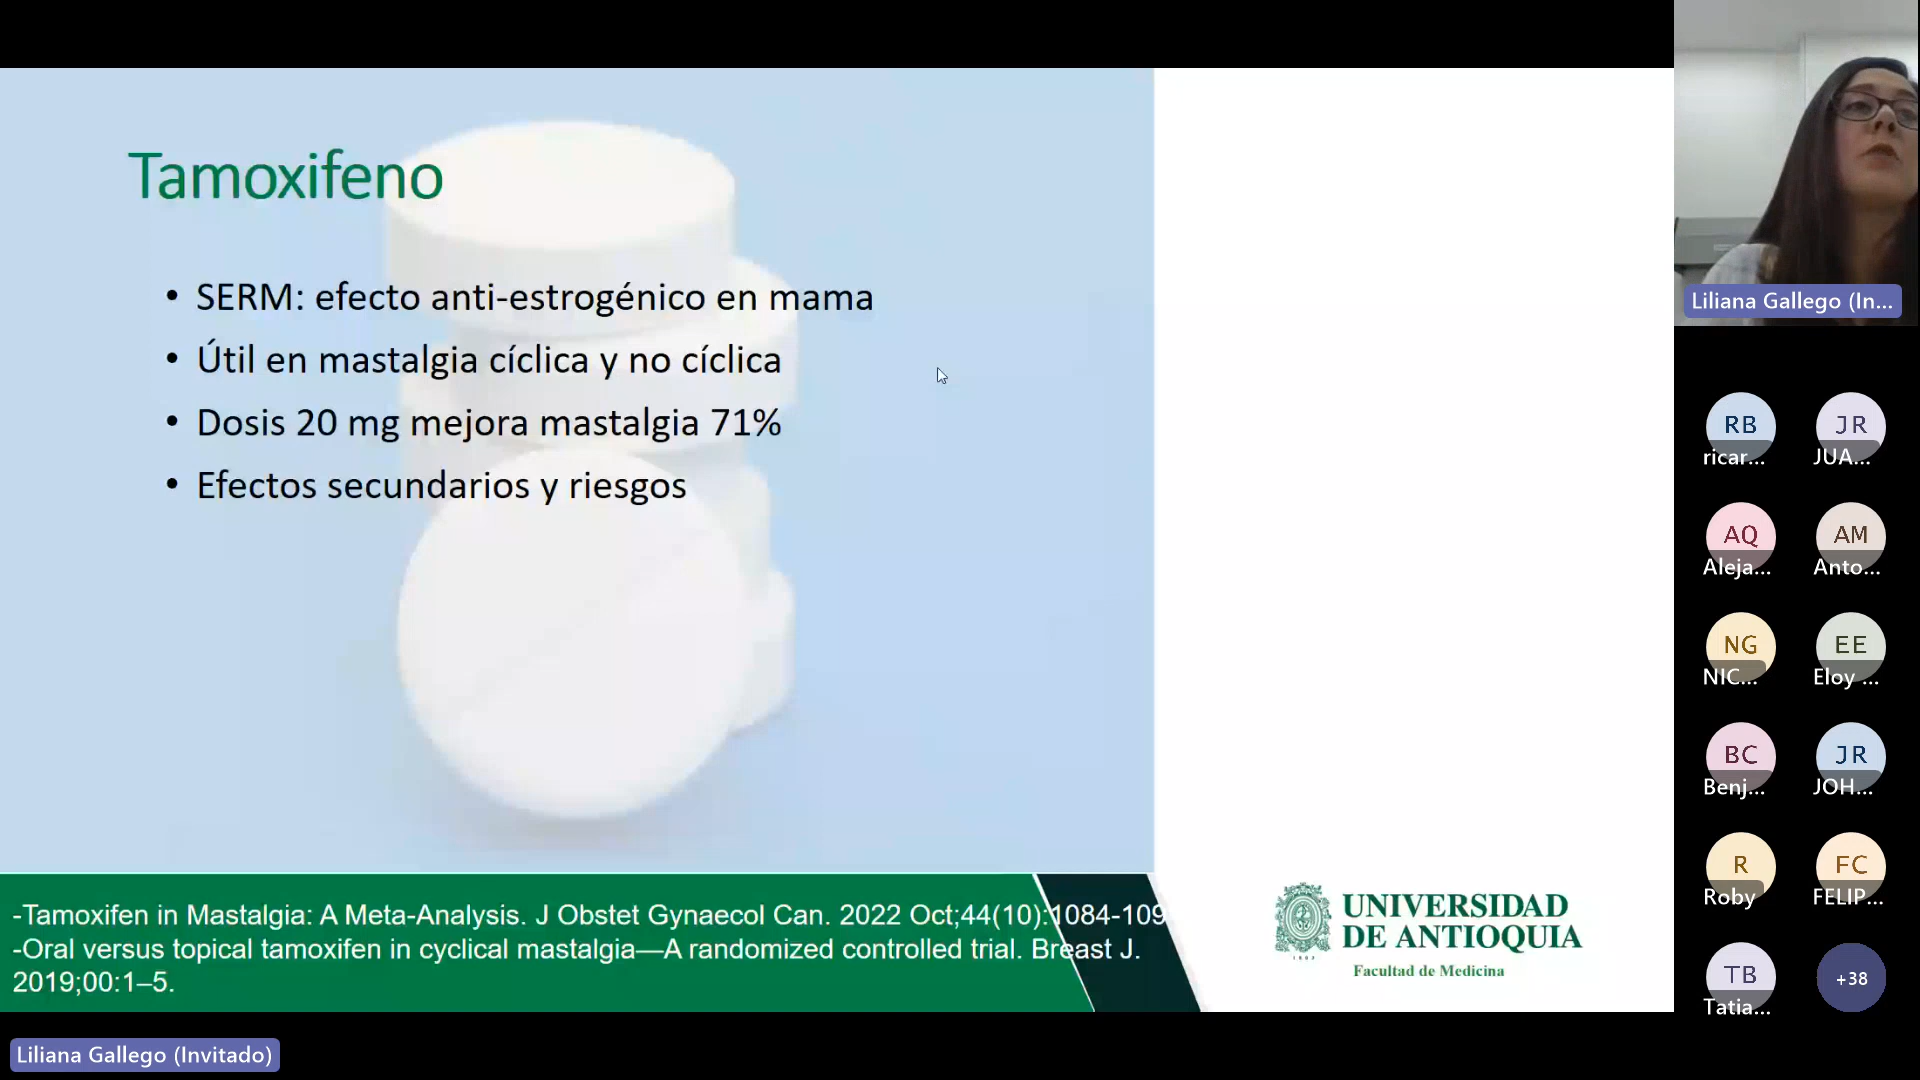 Tamoxifeno
• SERM: efecto anti-estrogénico en mama
• Útil en mastalgia cíclica y no cíclica
• Dosis 20 mg mejora mastalgia 71%
• Efectos secundarios y riesgos
-Tamoxifen in Mastalgia: A Meta-Analysis. J Obstet Gynaecol Can. 2022 Oct;44(10):1084-109
-Oral versus topical tamoxifen in cyclical mastalgia—A randomized controlled trial. Breast J.
2019;00:1–5.
UNIVERSIDAD
DE ANTIOQUIA
1803
Facultad de Medicina
Liliana Gallego (Invitado)
Liliana Gallego (In...
RB
ricar...
JR
JUA...
AQ
Aleja...
AM
Anto...
NG
NIC...
EE
Eloy ...
BC
Benj...
JR
JOH...
R
Roby
FC
FELIP...
TB
Tatia...
+38